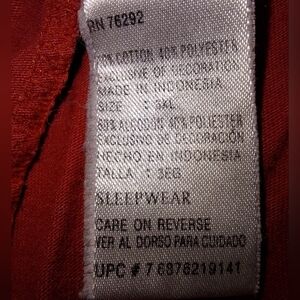 RN 76292
60% COTTON 40% POLYESTER
EXCLUSIVE OF DECORATION
MADE IN INDONESIA
SIZE : 3XL
60% ALGODON 40% POLIESTER
EXCLUSIVO DE DECORACIÓN
HECHO EN INDONESIA
TALLA : 3EG
SLEEPWEAR
CARE ON REVERSE
VER AL DORSO PARA CUIDADO
UPC # 7 6876219141